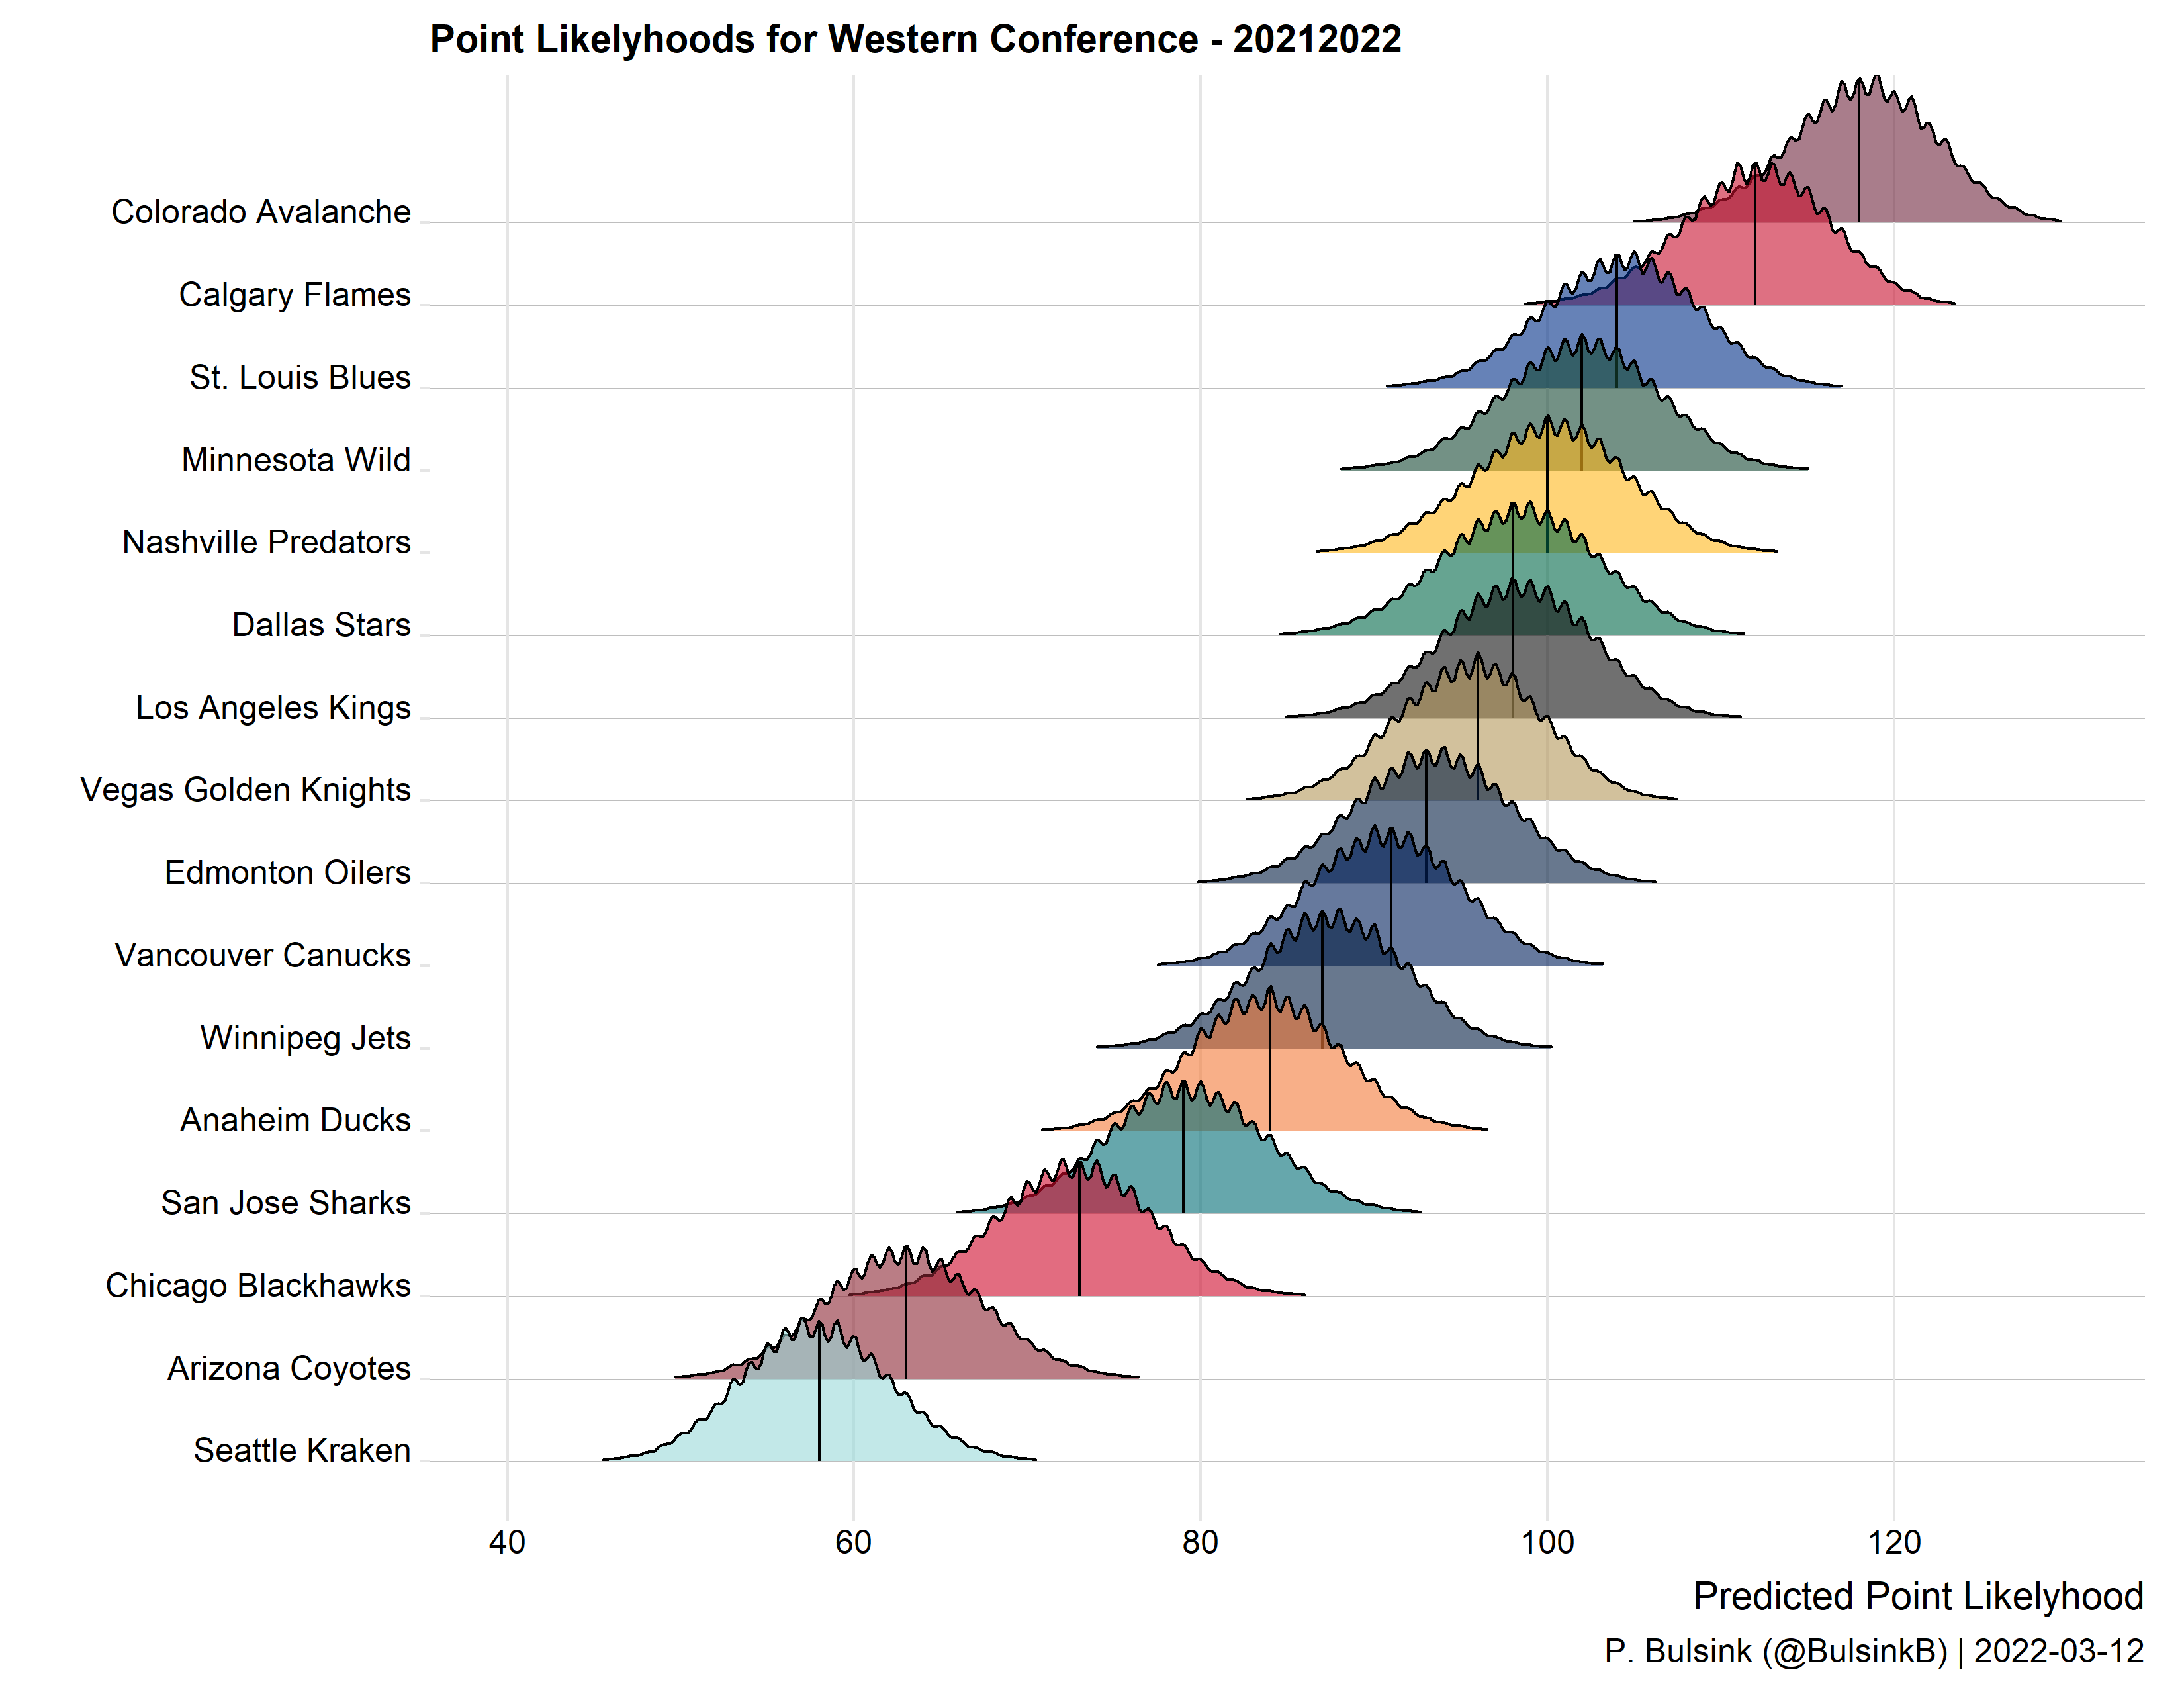 Point Likelyhoods for Western Conference - 20212022
Colorado Avalanche
Calgary Flames
St. Louis Blues
Minnesota Wild
Nashville Predators
Dallas Stars
Los Angeles Kings
Vegas Golden Knights
Edmonton Oilers
Vancouver Canucks
Winnipeg Jets
Anaheim Ducks
San Jose Sharks
Chicago Blackhawks
Arizona Coyotes
Seattle Kraken
40 60 80 100 120
Predicted Point Likelyhood
P. Bulsink (@BulsinkB) | 2022-03-12